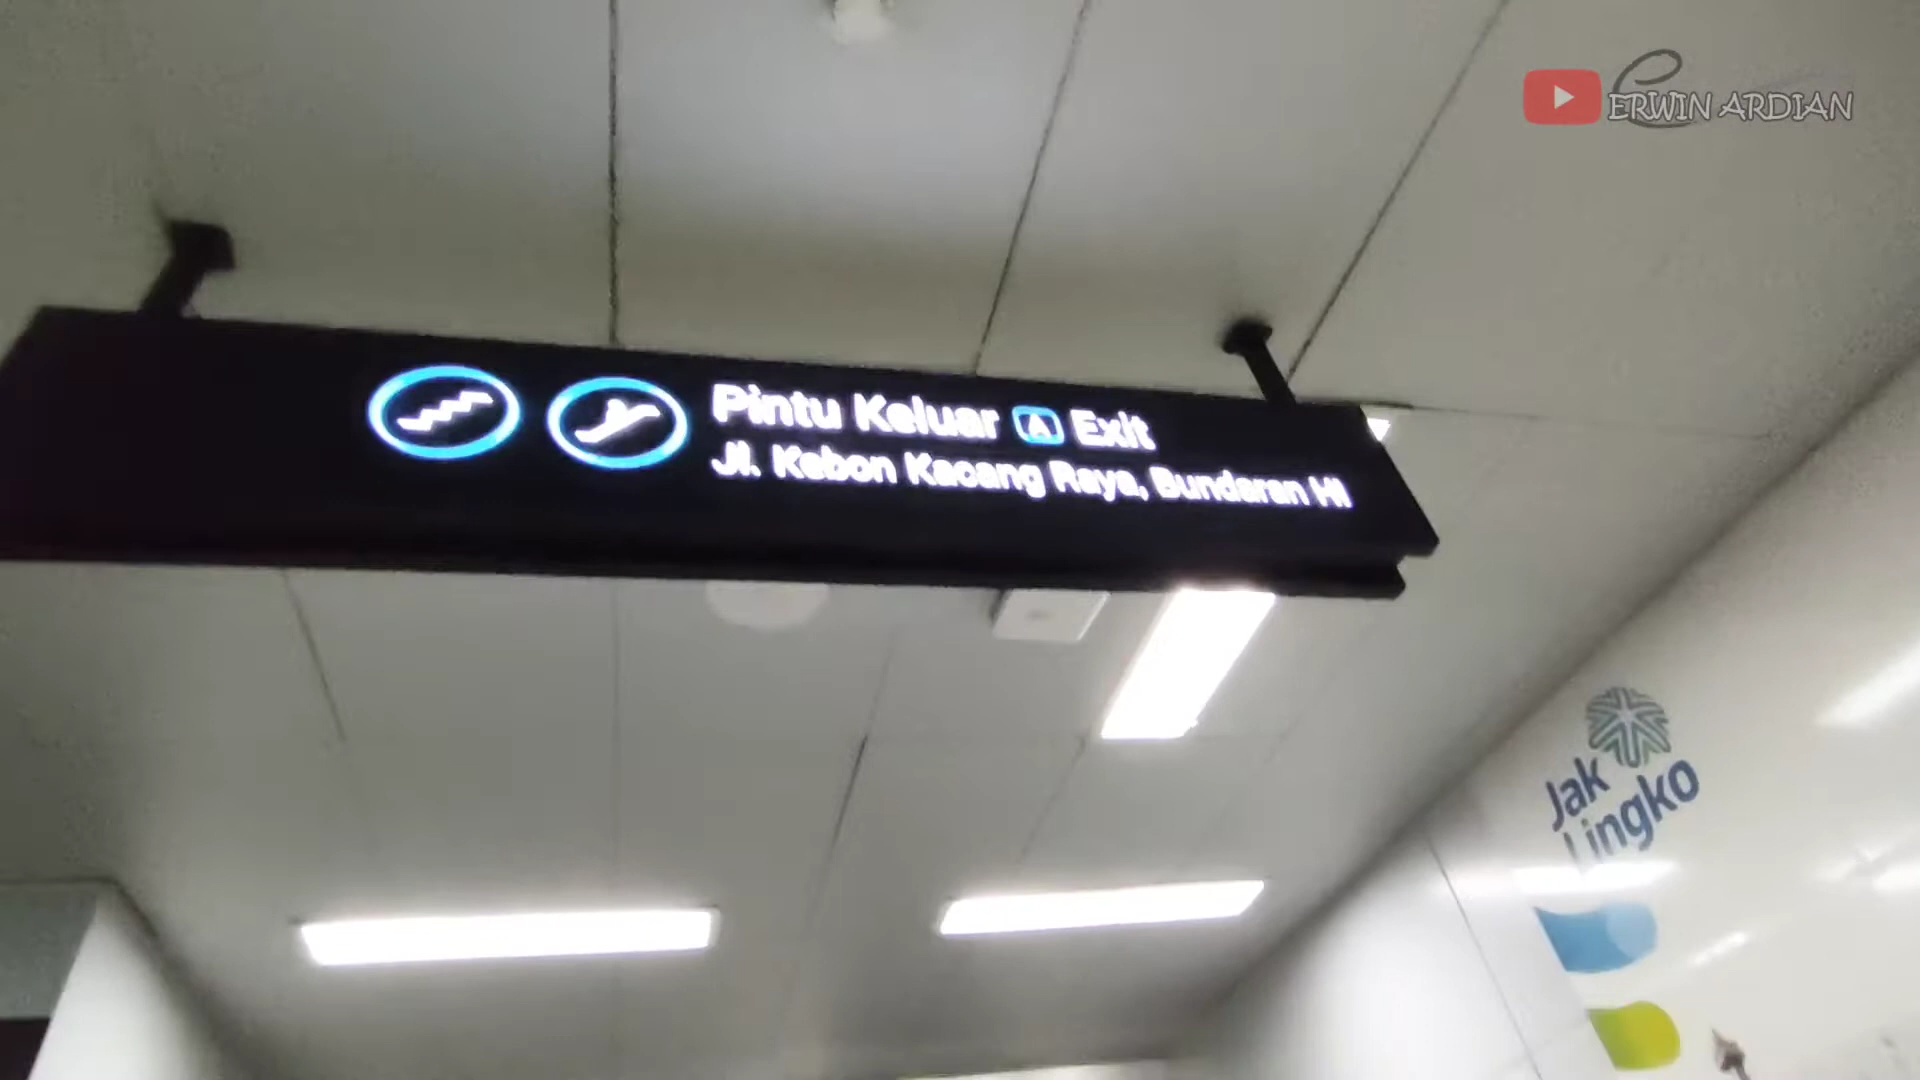 ERWIN ARDIAN
Pintu Keluar A Exit
Jl. Kebon Kacang Raya, Bundaran HI
Jak
Lingko